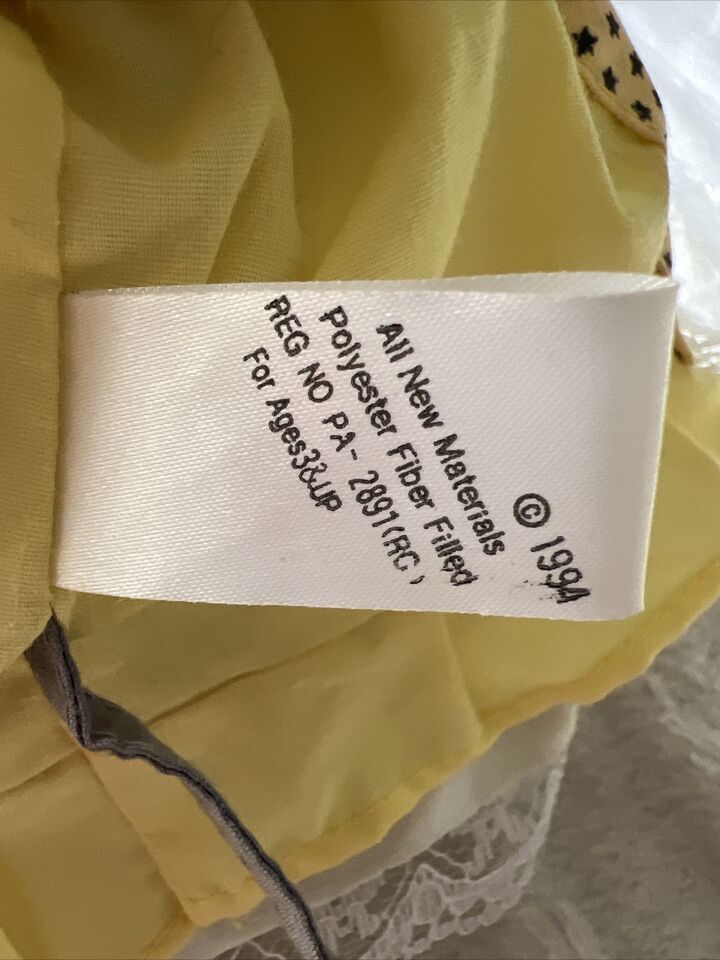 © 1994
All New Materials
Polyester Fiber Filled
REG NO PA- 2891(RC)
For Ages3&UP